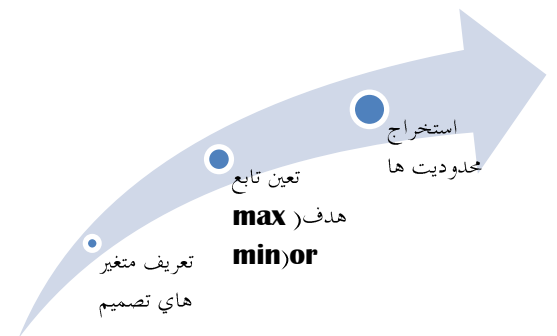 استخراج
محدوديت ها
تعين تابع
هدف( max
min)or
تعريف متغير
هاي تصميم